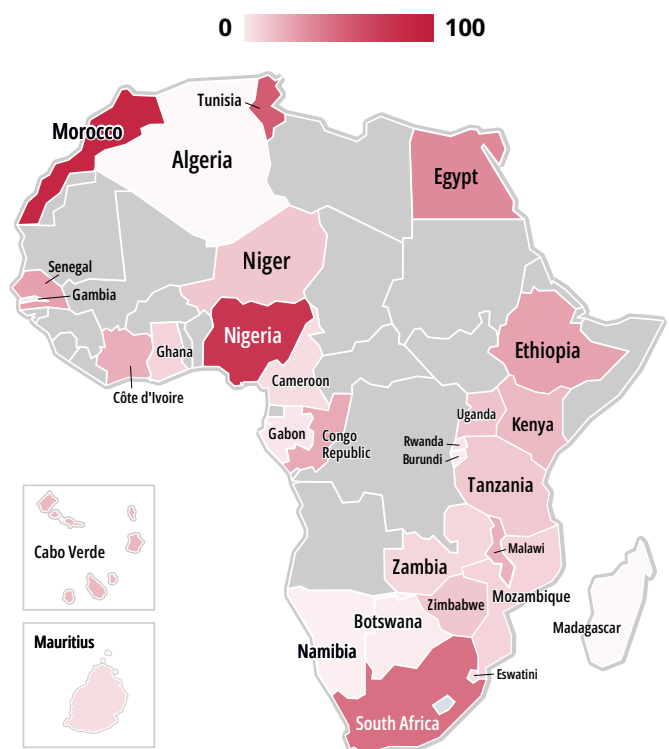 0 100
Tunisia
Morocco
Algeria
Egypt
Niger
Senegal
Gambia
Nigeria
Ghana
Ethiopia
Cameroon
Côte d'Ivoire
Uganda
Kenya
Gabon
Congo
Republic
Rwanda
Burundi
Tanzania
Cabo Verde
Malawi
Zambia
Mozambique
Zimbabwe
Botswana
Madagascar
Mauritius
Namibia
Eswatini
South Africa